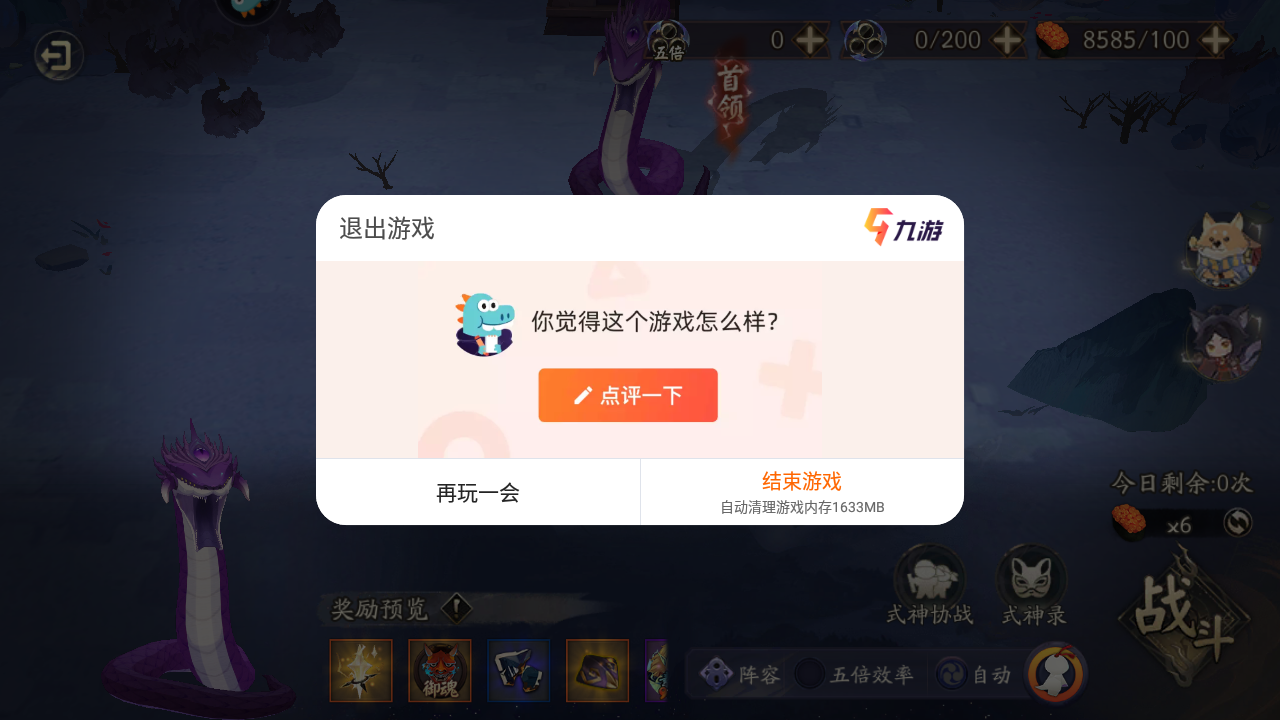 五倍
0
0/200
8585/100
首领
退出游戏
九游
你觉得这个游戏怎么样？
点评一下
再玩一会
结束游戏
自动清理游戏内存1633MB
今日剩余:0次
x6
式神协战
式神录
战斗
奖励预览
御魂
阵容
五倍效率
自动